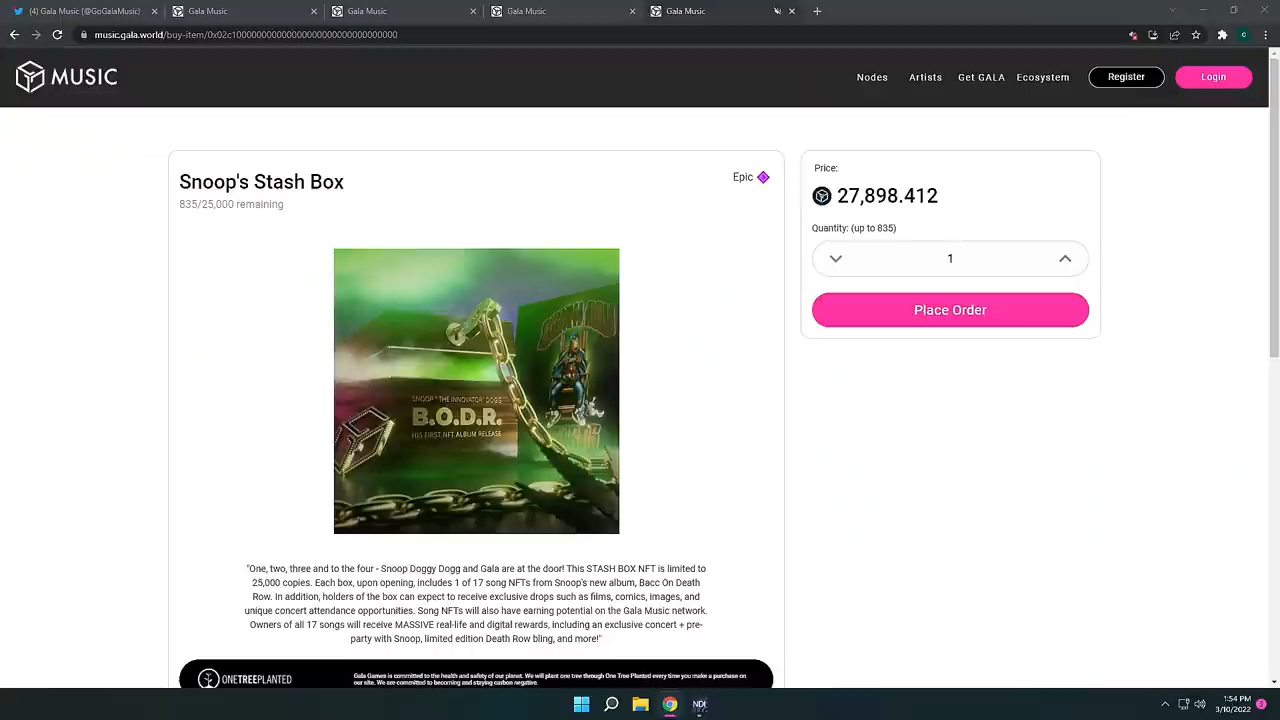 (4) Gala Music (@GoGalaMusic)
Gala Music
Gala Music
Gala Music
Gala Music
music.gala.world/buy-item/0x02c10000000000000000000000000000
MUSIC
Nodes
Artists
Get GALA
Ecosystem
Register
Login
Snoop's Stash Box
Epic
835/25,000 remaining
SNOOP "THE INNOVATOR" DOGG
B.O.D.R.
HIS FIRST NFT ALBUM RELEASE
"One, two, three and to the four - Snoop Doggy Dogg and Gala are at the door! This STASH BOX NFT is limited to
25,000 copies. Each box, upon opening, includes 1 of 17 song NFTs from Snoop's new album, Bacc On Death
Row. In addition, holders of the box can expect to receive exclusive drops such as films, comics, images, and
unique concert attendance opportunities. Song NFTs will also have earning potential on the Gala Music network.
Owners of all 17 songs will receive MASSIVE real-life and digital rewards, including an exclusive concert + pre-
party with Snoop, limited edition Death Row bling, and more!"
ONETREEPLANTED
Gala Games is committed to the health and safety of our planet. We will plant one tree through One Tree Planted every time you make a purchase on
our site. We are committed to becoming and staying carbon negative.
Price:
27,898.412
Quantity: (up to 835)
1
Place Order
1:54 PM
3/10/2022